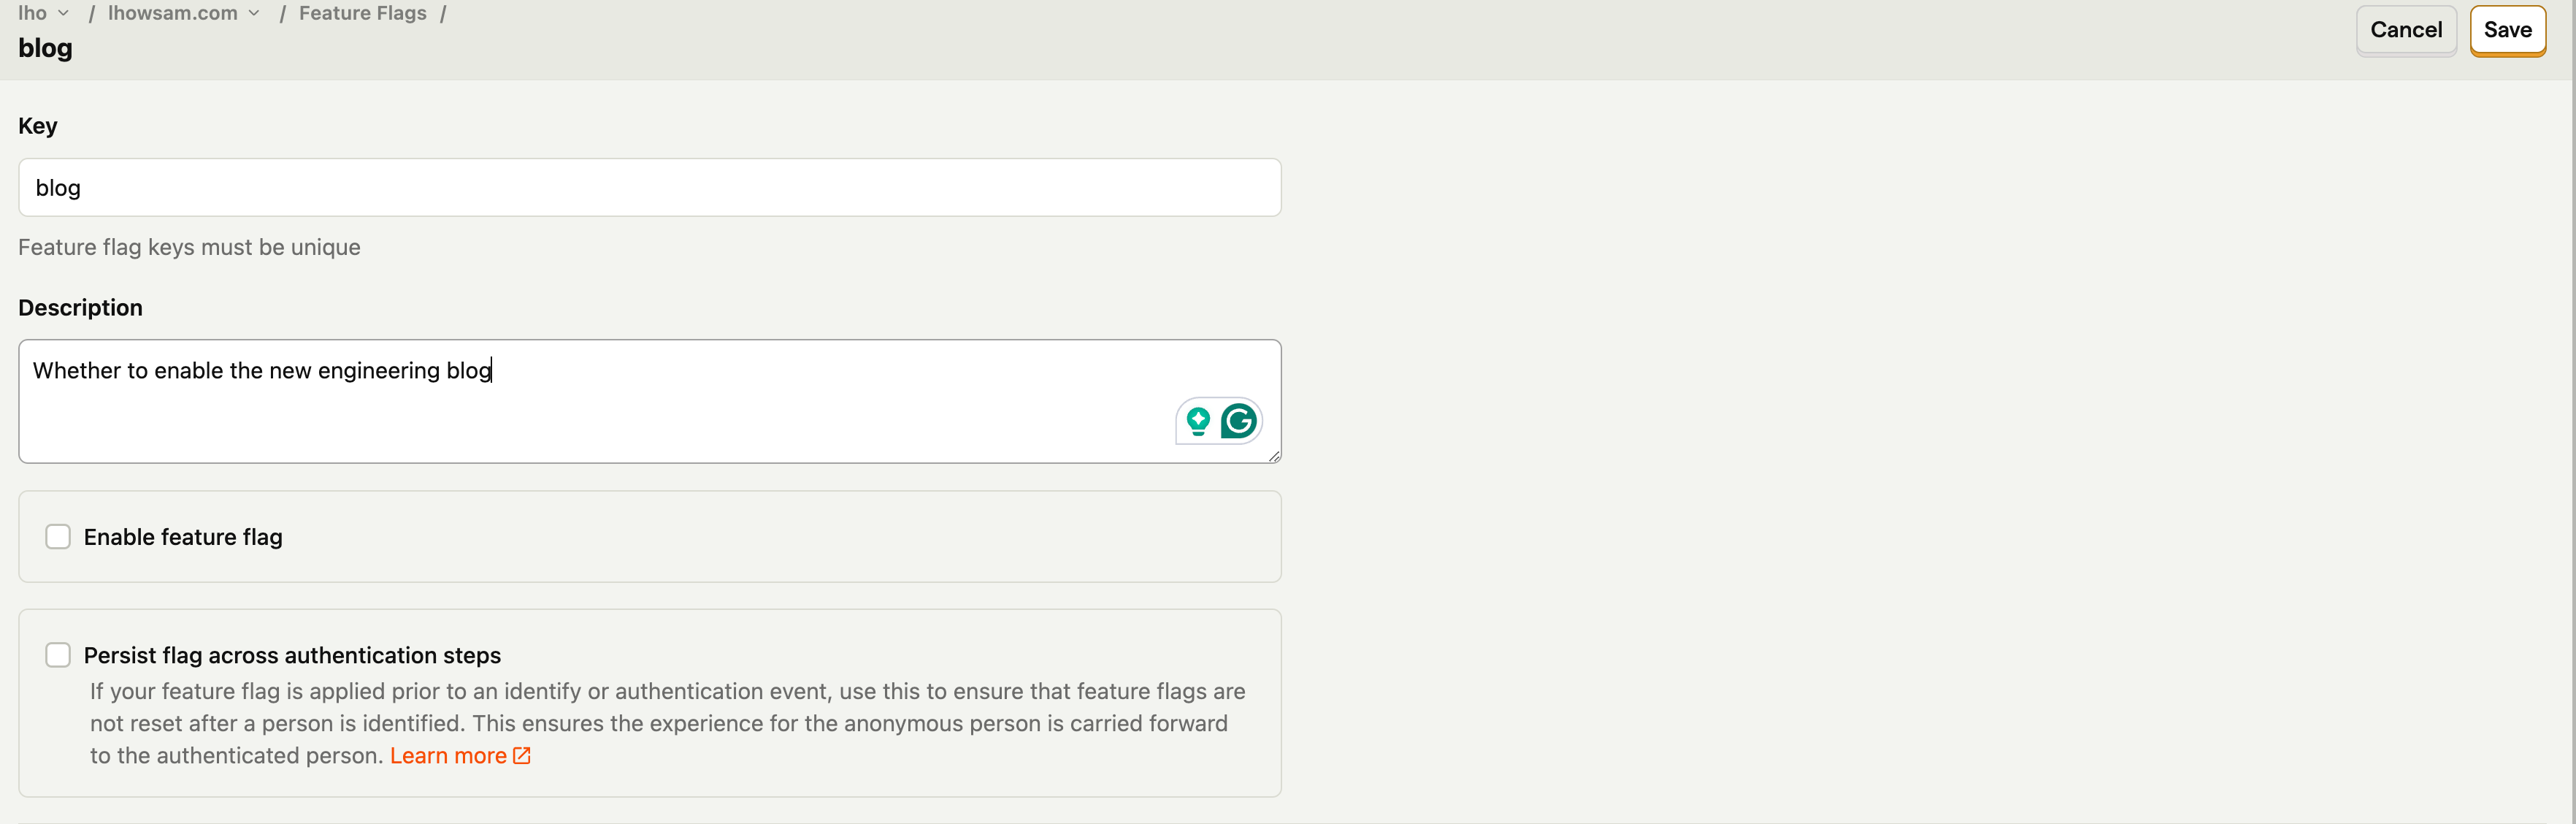 lho / lhowsam.com / Feature Flags /
blog
Cancel Save
Key
blog
Feature flag keys must be unique
Description
Whether to enable the new engineering blog
Enable feature flag
Persist flag across authentication steps
If your feature flag is applied prior to an identify or authentication event, use this to ensure that feature flags are
not reset after a person is identified. This ensures the experience for the anonymous person is carried forward
to the authenticated person. Learn more